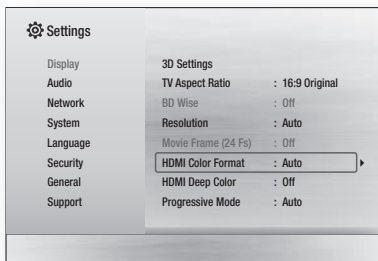 Settings
Display
Audio
Network
System
Language
Security
General
Support
3D Settings
TV Aspect Ratio : 16:9 Original
BD Wise : Off
Resolution : Auto
Movie Frame (24 Fs) : Off
HDMI Color Format : Auto
HDMI Deep Color : Off
Progressive Mode : Auto